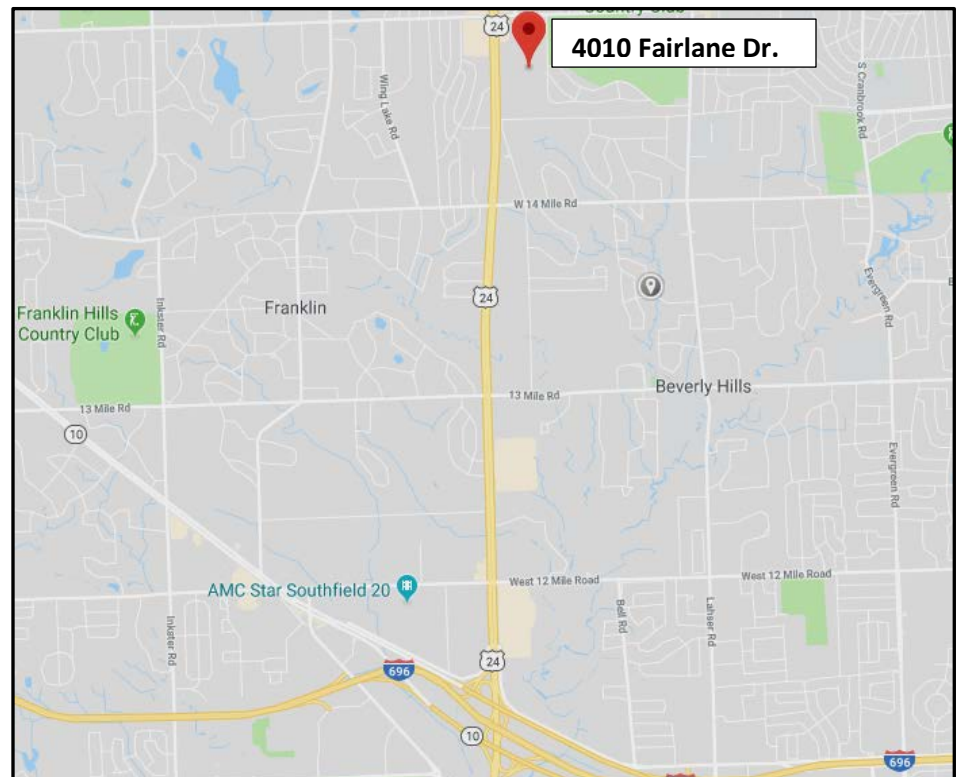 Country Club
24
4010 Fairlane Dr.
Wing Lake Rd
S Cranbrook Rd
W 14 Mile Rd
24
Franklin Hills
Country Club
Inkster Rd
Franklin
Evergreen Rd
Beverly Hills
13 Mile Rd
13 Mile Rd
10
Evergreen Rd
AMC Star Southfield 20
West 12 Mile Road
West 12 Mile Road
Inkster Rd
Bell Rd
Lahser Rd
24
696
10
696